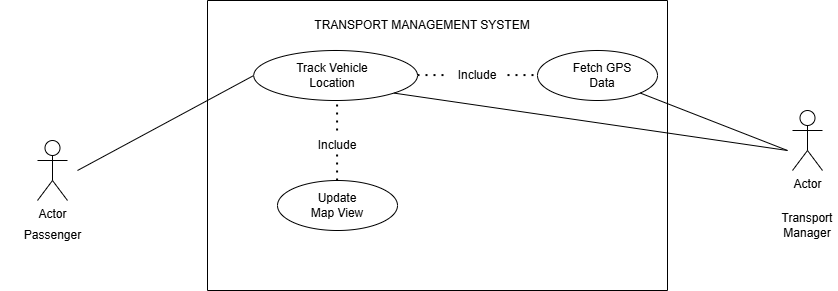 TRANSPORT MANAGEMENT SYSTEM
Track Vehicle
Location
Include
Fetch GPS
Data
Include
Update
Map View
Actor
Passenger
Actor
Transport
Manager